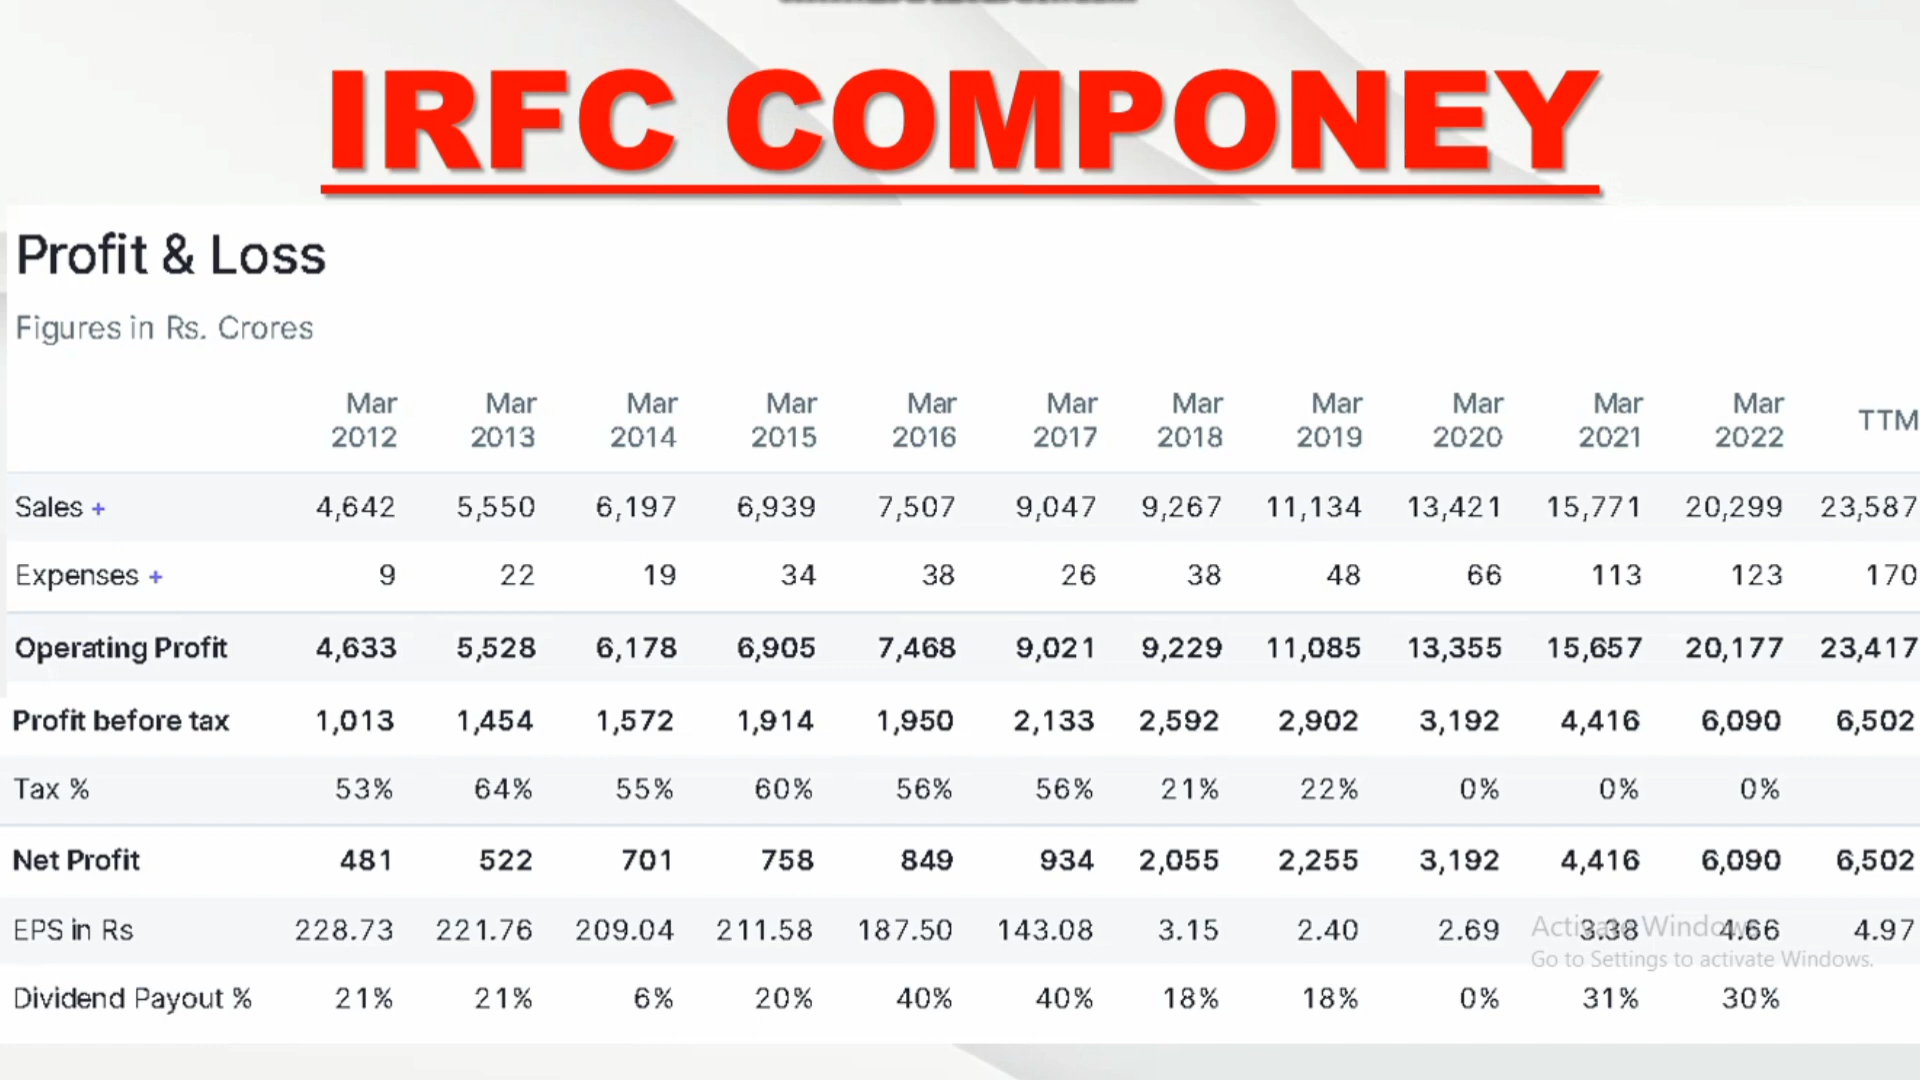 IRFC COMPONEY
Profit & Loss
Figures in Rs. Crores
Mar 2012 Mar 2013 Mar 2014 Mar 2015 Mar 2016 Mar 2017 Mar 2018 Mar 2019 Mar 2020 Mar 2021 Mar 2022 TTM
Sales + 4,642 5,550 6,197 6,939 7,507 9,047 9,267 11,134 13,421 15,771 20,299 23,587
Expenses + 9 22 19 34 38 26 38 48 66 113 123 170
Operating Profit 4,633 5,528 6,178 6,905 7,468 9,021 9,229 11,085 13,355 15,657 20,177 23,417
Profit before tax 1,013 1,454 1,572 1,914 1,950 2,133 2,592 2,902 3,192 4,416 6,090 6,502
Tax % 53% 64% 55% 60% 56% 56% 21% 22% 0% 0% 0%
Net Profit 481 522 701 758 849 934 2,055 2,255 3,192 4,416 6,090 6,502
EPS in Rs 228.73 221.76 209.04 211.58 187.50 143.08 3.15 2.40 2.69 3.38 4.66 4.97
Activate Windows
Go to Settings to activate Windows.
Dividend Payout % 21% 21% 6% 20% 40% 40% 18% 18% 0% 31% 30%